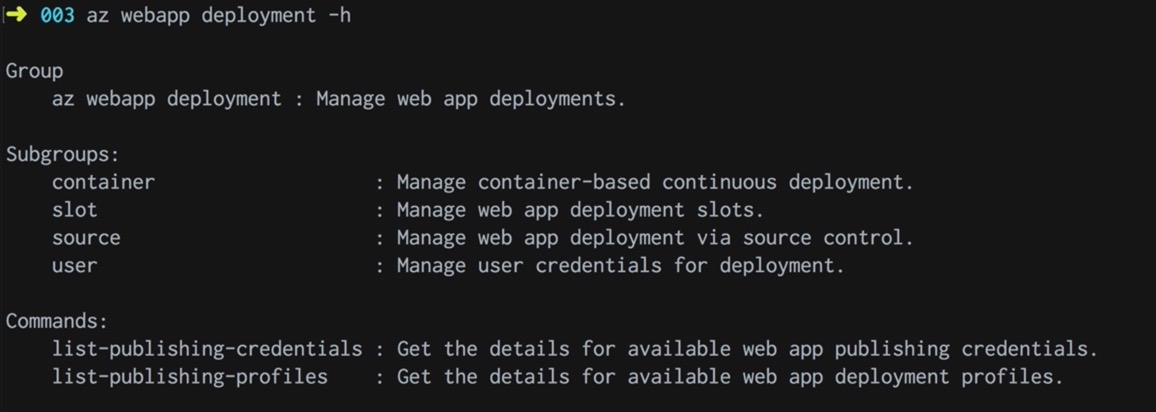 ➜ 003 az webapp deployment -h
Group
az webapp deployment : Manage web app deployments.
Subgroups:
container : Manage container-based continuous deployment.
slot : Manage web app deployment slots.
source : Manage web app deployment via source control.
user : Manage user credentials for deployment.
Commands:
list-publishing-credentials : Get the details for available web app publishing credentials.
list-publishing-profiles : Get the details for available web app deployment profiles.